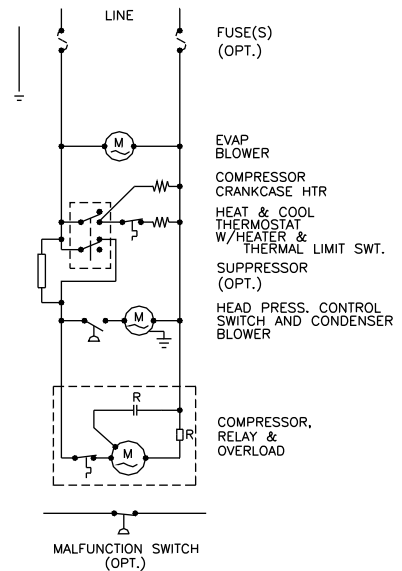 LINE
FUSE(S)
(OPT.)
M
EVAP
BLOWER
COMPRESSOR
CRANKCASE HTR
HEAT & COOL
THERMOSTAT
W/HEATER &
THERMAL LIMIT SWT.
SUPPRESSOR
(OPT.)
HEAD PRESS. CONTROL
SWITCH AND CONDENSER
BLOWER
M
R
R
COMPRESSOR,
RELAY &
OVERLOAD
M
MALFUNCTION SWITCH
(OPT.)